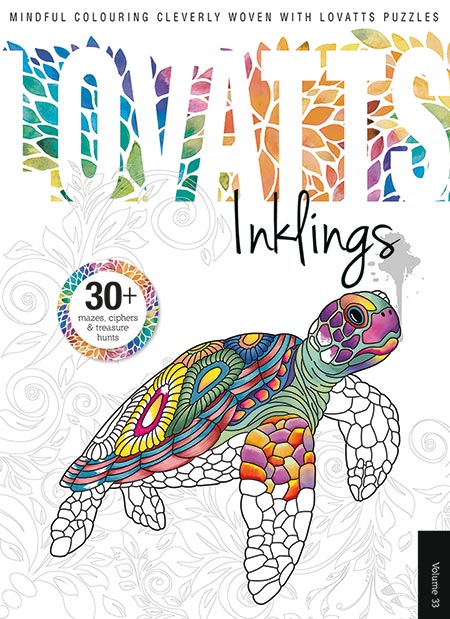 MINDFUL COLOURING CLEVERLY WOVEN WITH LOVATTS PUZZLES
LOVATTS
Inklings
30+
mazes, ciphers
& treasure
hunts
Volume 33